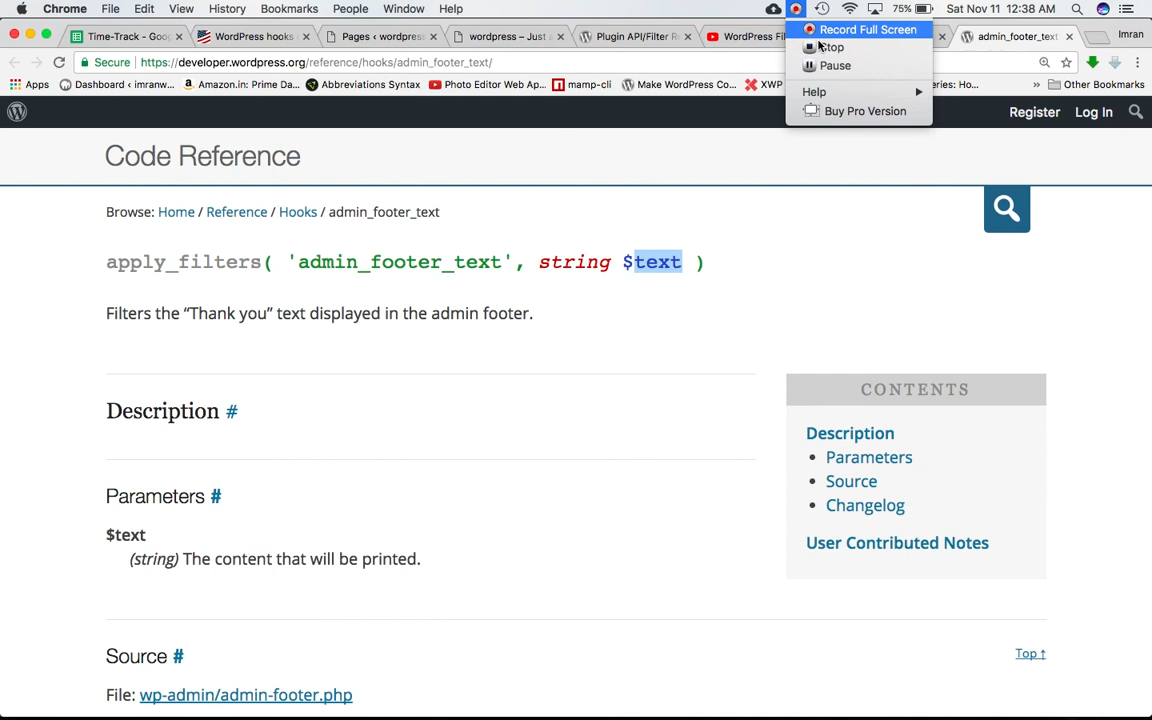 Chrome File Edit View History Bookmarks People Window Help 75% Sat Nov 11 12:38 AM
Time-Track - Goog WordPress hooks Pages ‹ wordpress wordpress – Just a Plugin API/Filter Re WordPress Fil admin_footer_text Imran
Record Full Screen
Stop
Pause
Help
Buy Pro Version
Secure https://developer.wordpress.org/reference/hooks/admin_footer_text/
Apps Dashboard ‹ imranw... Amazon.in: Prime Da... Abbreviations Syntax Photo Editor Web Ap... mamp-cli Make WordPress Co... XWP eries: Ho... » Other Bookmarks
Register Log In
Code Reference
Browse: Home / Reference / Hooks / admin_footer_text
apply_filters( 'admin_footer_text', string $text )
Filters the “Thank you” text displayed in the admin footer.
CONTENTS
Description
Parameters
Source
Changelog
User Contributed Notes
Description #
Parameters #
$text
(string) The content that will be printed.
Top ↑
Source #
File: wp-admin/admin-footer.php